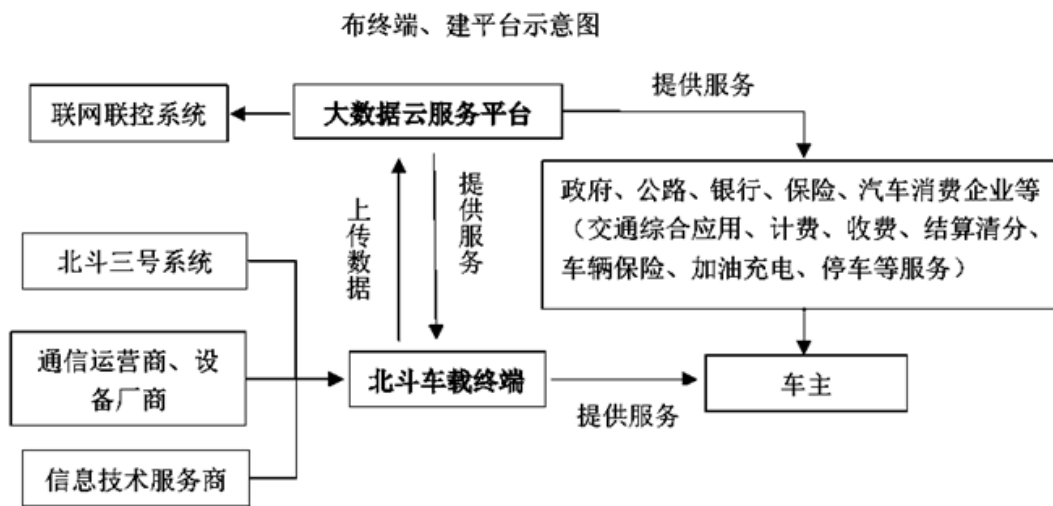 布终端、建平台示意图
联网联控系统
大数据云服务平台
提供服务
上传数据
提供服务
政府、公路、银行、保险、汽车消费企业等
（交通综合应用、计费、收费、结算清分、
车辆保险、加油充电、停车等服务）
北斗三号系统
通信运营商、设
备厂商
北斗车载终端
提供服务
车主
信息技术服务商